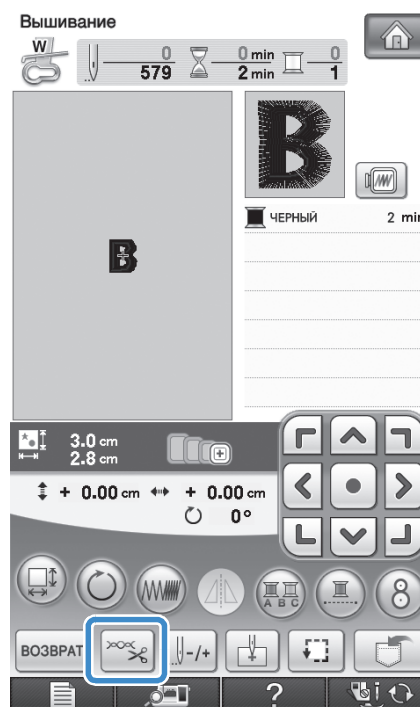 Вышивание
W
0 0 min 0
579 2 min 1
B
ЧЕРНЫЙ 2 min
B
3.0 cm
2.8 cm
+ 0.00 cm + 0.00 cm
0°
A B C
8
ВОЗВРАТ -/+
?